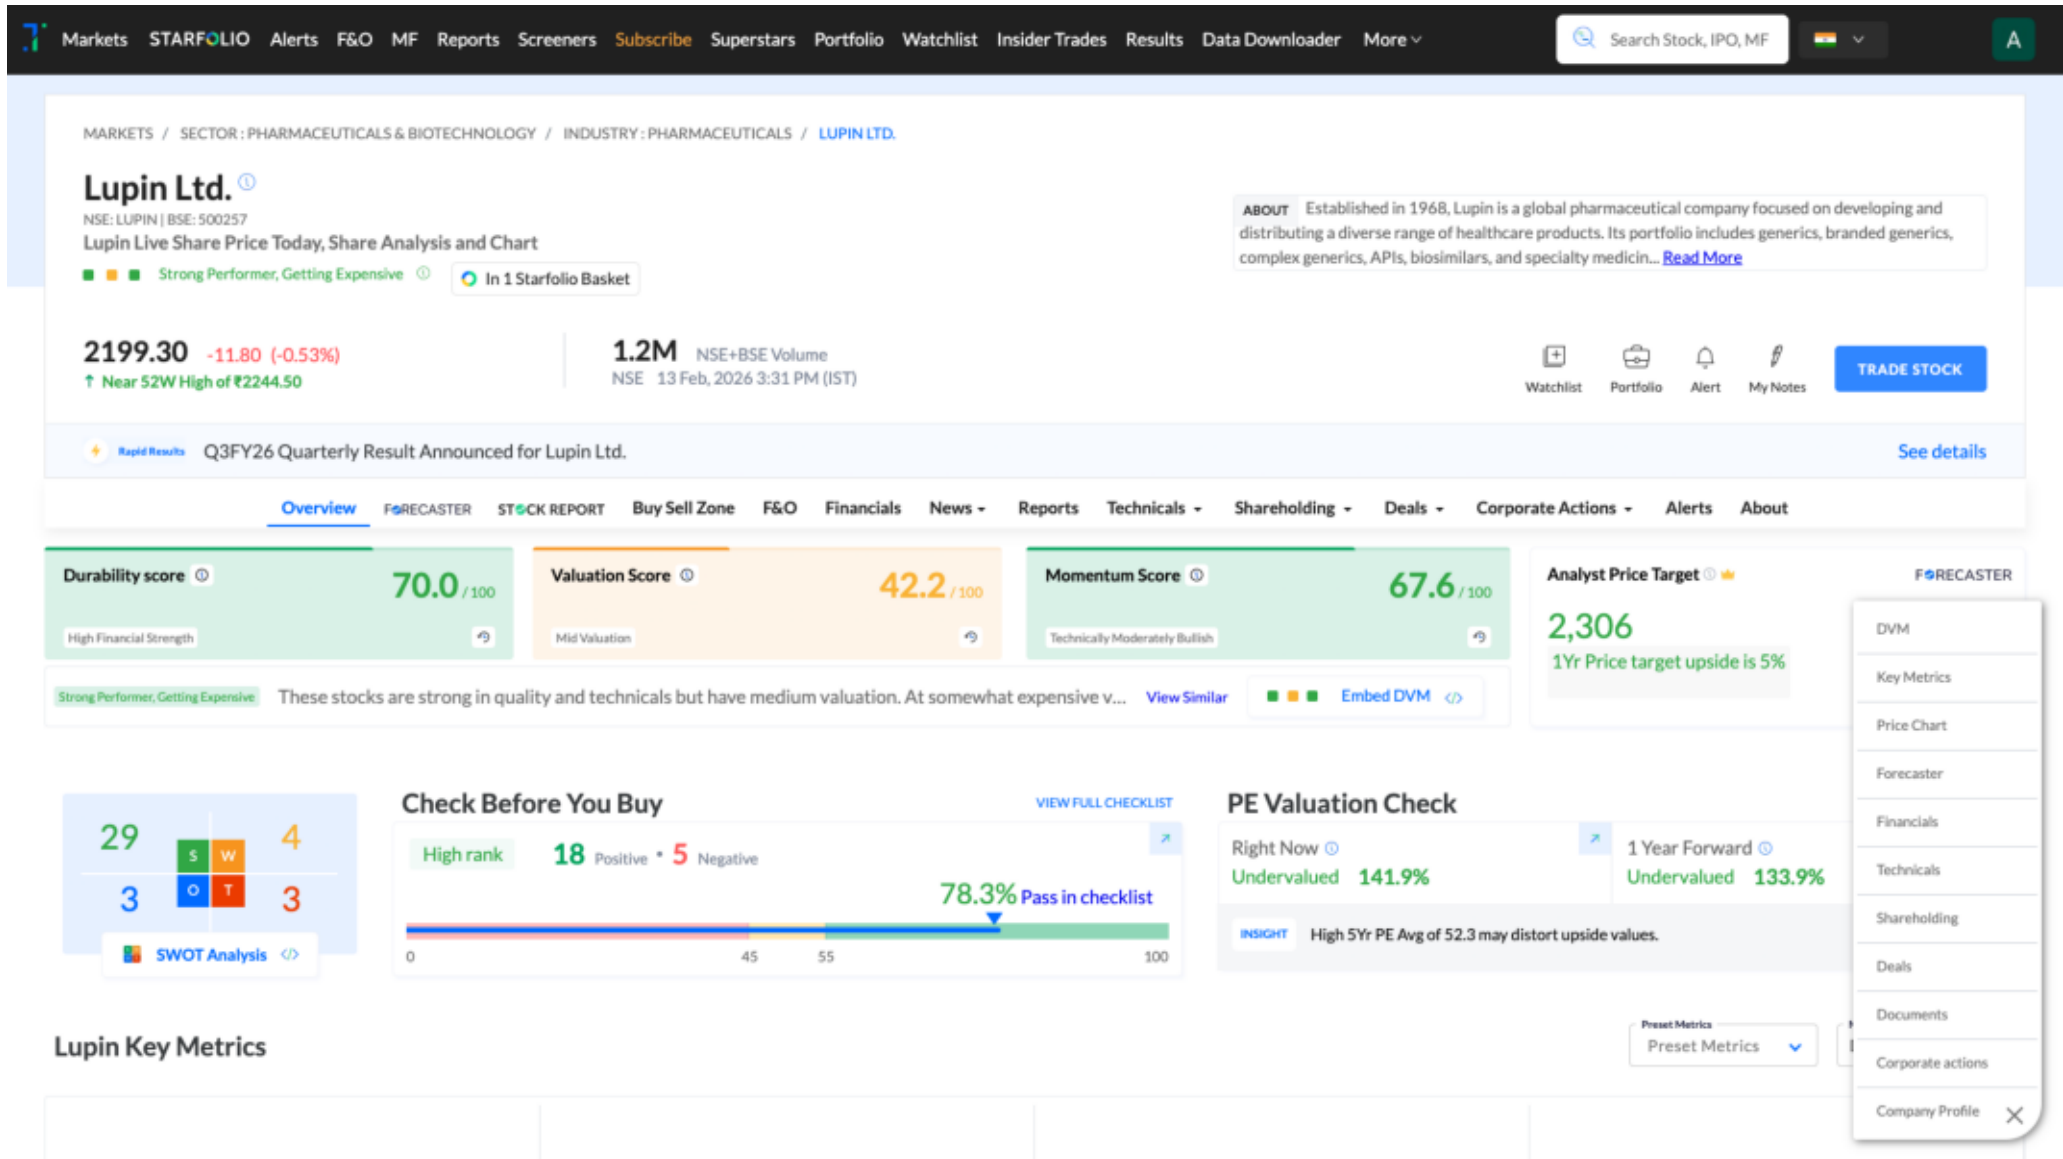 Markets STARFOLIO Alerts F&O MF Reports Screeners Subscribe Superstars Portfolio Watchlist Insider Trades Results Data Downloader More Search Stock, IPO, MF A
MARKETS / SECTOR : PHARMACEUTICALS & BIOTECHNOLOGY / INDUSTRY : PHARMACEUTICALS / LUPIN LTD.
Lupin Ltd.
NSE: LUPIN | BSE: 500257
Lupin Live Share Price Today, Share Analysis and Chart
Strong Performer, Getting Expensive In 1 Starfolio Basket
ABOUT Established in 1968, Lupin is a global pharmaceutical company focused on developing and
distributing a diverse range of healthcare products. Its portfolio includes generics, branded generics,
complex generics, APIs, biosimilars, and specialty medicin... Read More
2199.30 -11.80 (-0.53%)
Near 52W High of ₹2244.50
1.2M NSE+BSE Volume
NSE 13 Feb, 2026 3:31 PM (IST)
Watchlist Portfolio Alert My Notes TRADE STOCK
Rapid Results Q3FY26 Quarterly Result Announced for Lupin Ltd. See details
Overview FORECASTER STOCK REPORT Buy Sell Zone F&O Financials News Reports Technicals Shareholding Deals Corporate Actions Alerts About
Durability score 70.0 / 100
High Financial Strength
Valuation Score 42.2 / 100
Mid Valuation
Momentum Score 67.6 / 100
Technically Moderately Bullish
Analyst Price Target FORECASTER
2,306
1Yr Price target upside is 5%
Strong Performer, Getting Expensive These stocks are strong in quality and technicals but have medium valuation. At somewhat expensive v... View Similar Embed DVM </>
29 S W 4
3 O T 3
SWOT Analysis </>
Check Before You Buy VIEW FULL CHECKLIST
High rank 18 Positive • 5 Negative
78.3% Pass in checklist
0 45 55 100
PE Valuation Check
Right Now
Undervalued 141.9%
1 Year Forward
Undervalued 133.9%
INSIGHT High 5Yr PE Avg of 52.3 may distort upside values.
Lupin Key Metrics
Preset Metrics
Preset Metrics
DVM
Key Metrics
Price Chart
Forecaster
Financials
Technicals
Shareholding
Deals
Documents
Corporate actions
Company Profile